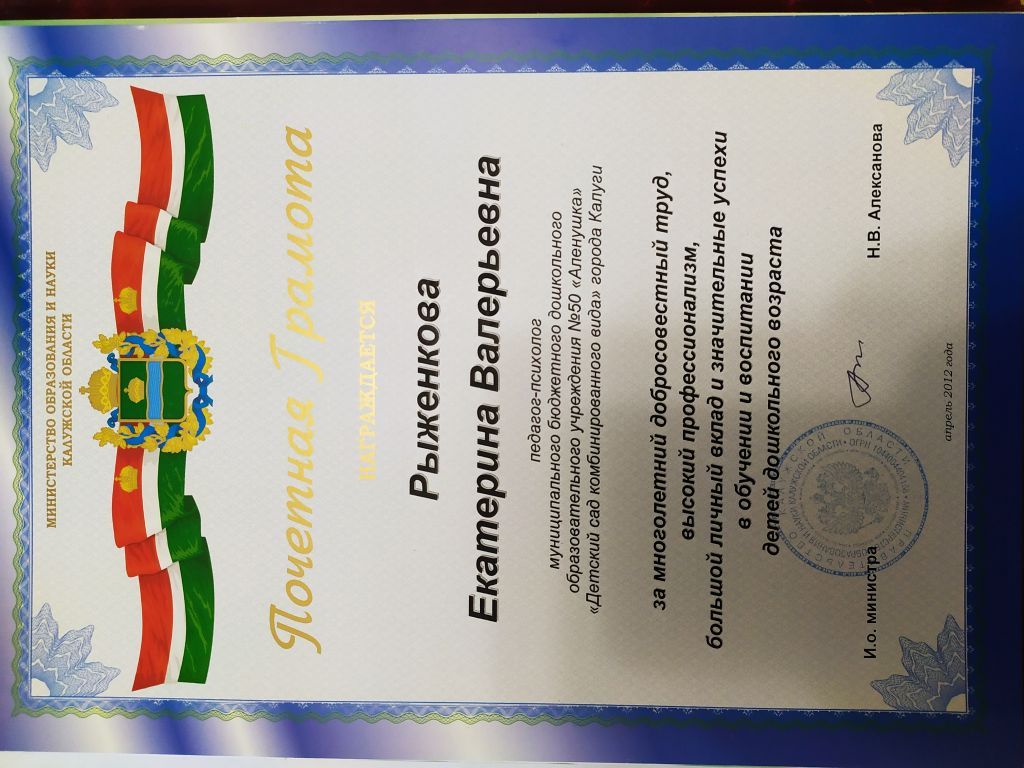 МИНИСТЕРСТВО ОБРАЗОВАНИЯ И НАУКИ
КАЛУЖСКОЙ ОБЛАСТИ
Почетная Грамота
НАГРАЖДАЕТСЯ
Рыженкова
Екатерина Валерьевна
педагог-психолог
муниципального бюджетного дошкольного
образовательного учреждения №50 «Аленушка»
«Детский сад комбинированного вида» города Калуги
за многолетний добросовестный труд,
высокий профессионализм,
большой личный вклад и значительные успехи
в обучении и воспитании
детей дошкольного возраста
И.о. министра
Н.В. Алексанова
апрель 2012 года